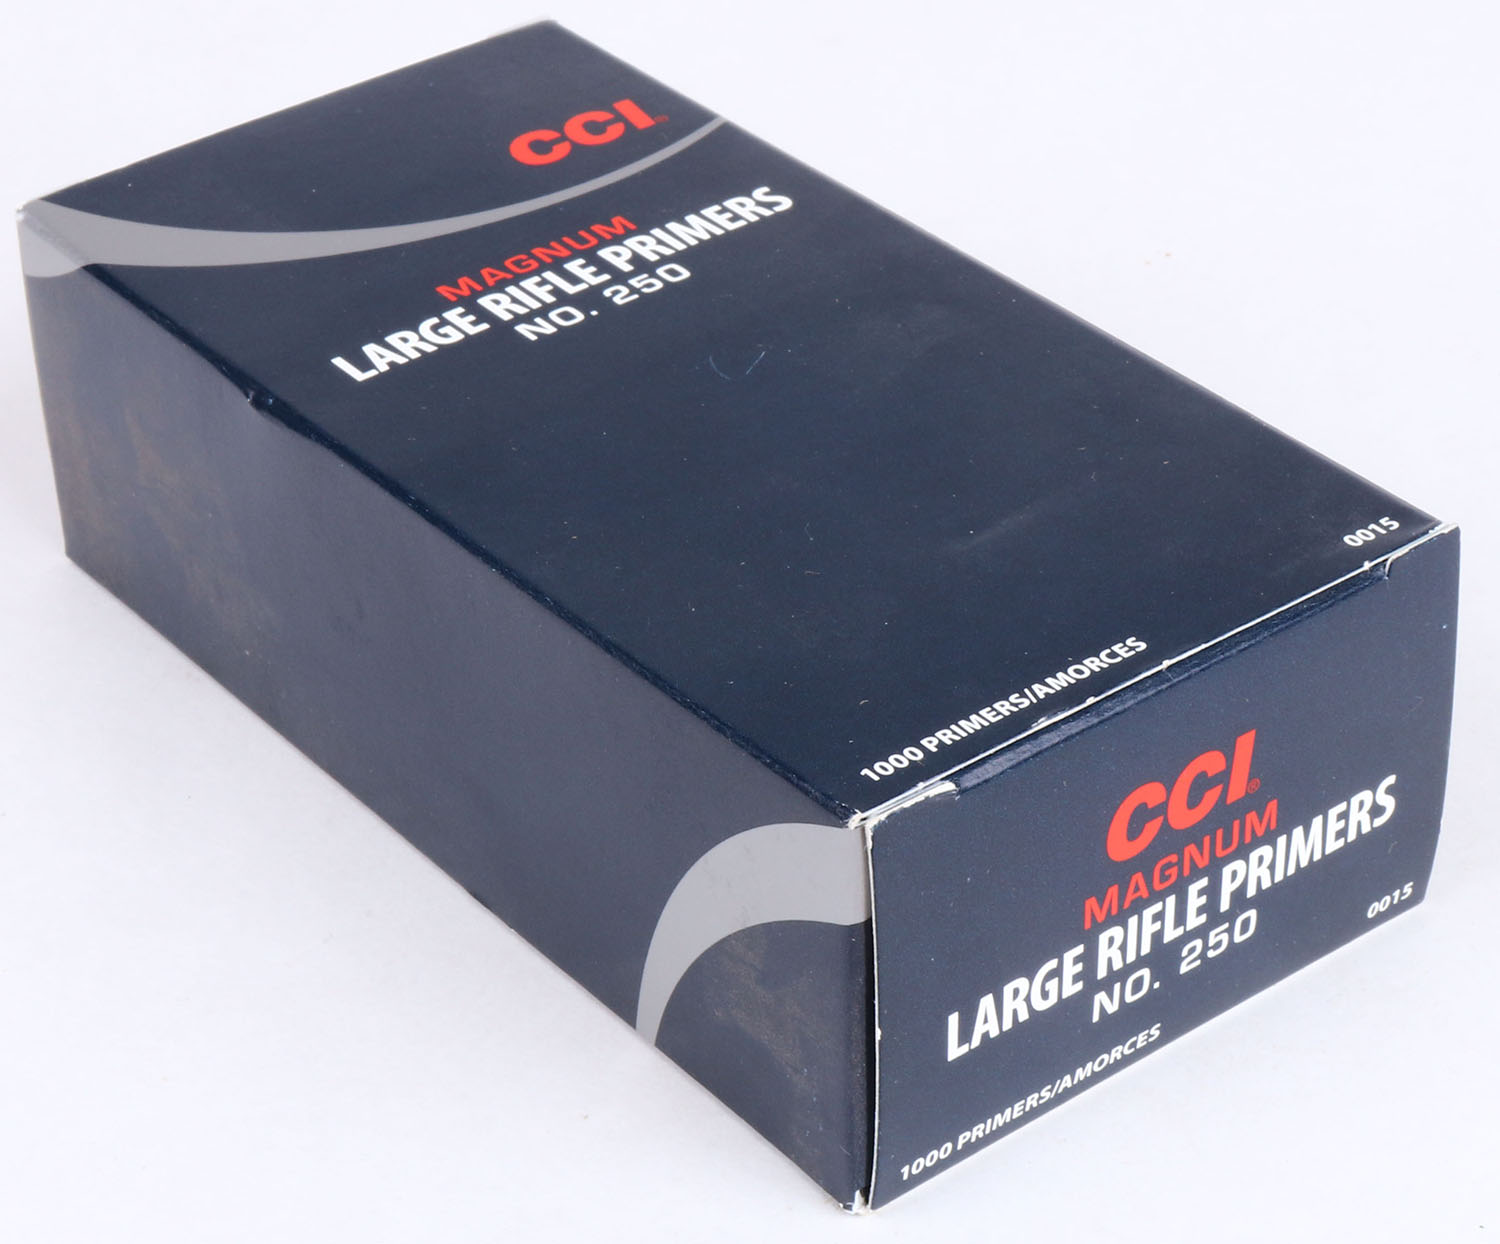 CCI®
MAGNUM
LARGE RIFLE PRIMERS
NO. 250
0015
1000 PRIMERS/AMORCES
CCI®
MAGNUM
LARGE RIFLE PRIMERS
NO. 250
0015
1000 PRIMERS/AMORCES